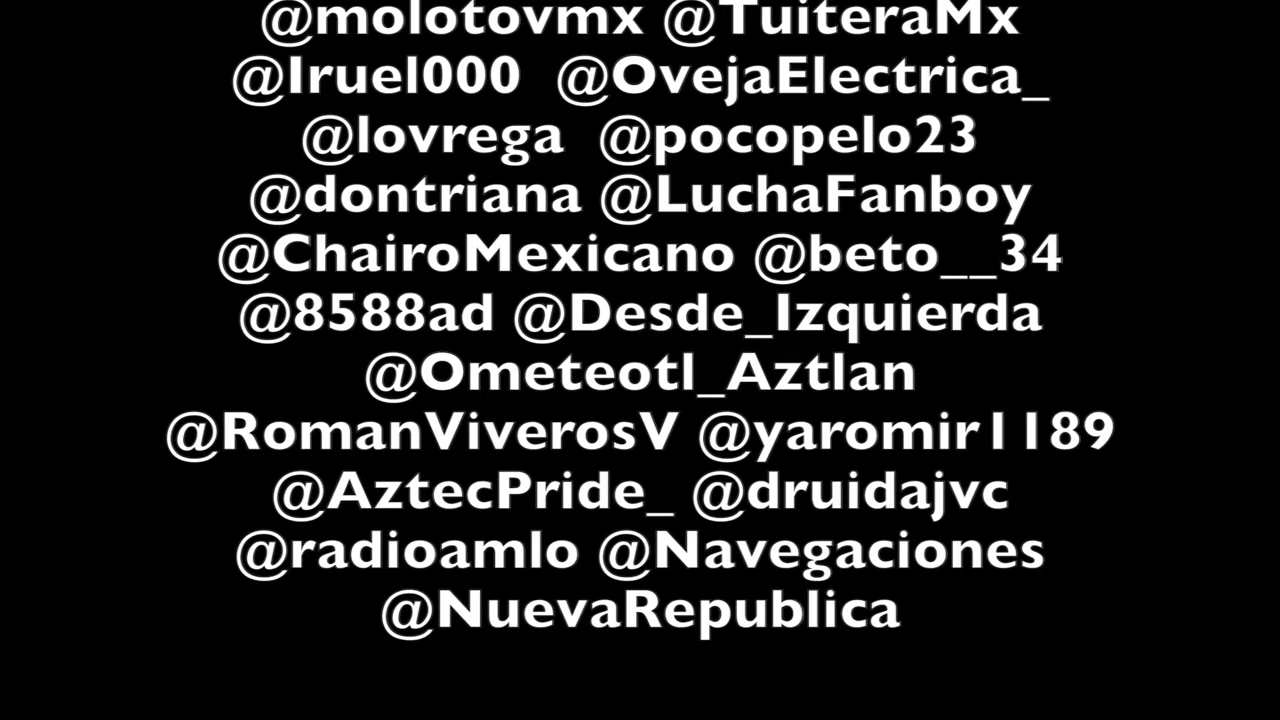 @molotovmx @TuiteraMx
@Iruel000 @OvejaElectrica_
@lovrega @pocopelo23
@dontriana @LuchaFanboy
@ChairoMexicano @beto__34
@8588ad @Desde_Izquierda
@Ometeotl_Aztlan
@RomanViverosV @yaromir1189
@AztecPride_ @druidajvc
@radioamlo @Navegaciones
@NuevaRepublica